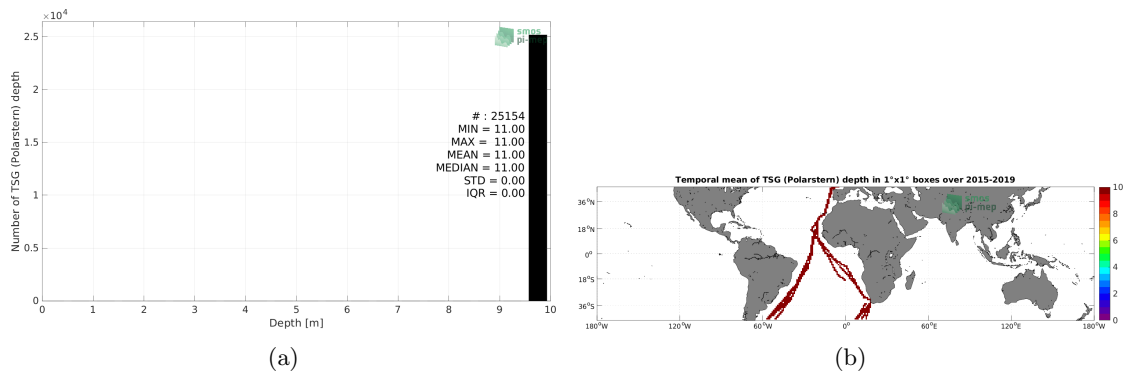 ×10⁴
2.5
2
1.5
1
0.5
0
Number of TSG (Polarstern) depth
smos
pi-mep
# : 25154
MIN = 11.00
MAX = 11.00
MEAN = 11.00
MEDIAN = 11.00
STD = 0.00
IQR = 0.00
0 1 2 3 4 5 6 7 8 9 10
Depth [m]
(a)
Temporal mean of TSG (Polarstern) depth in 1°x1° boxes over 2015-2019
smos
pi-mep
36°N
18°N
0°
18°S
36°S
180°W 120°W 60°W 0° 60°E 120°E 180°W
10
8
6
4
2
0
(b)